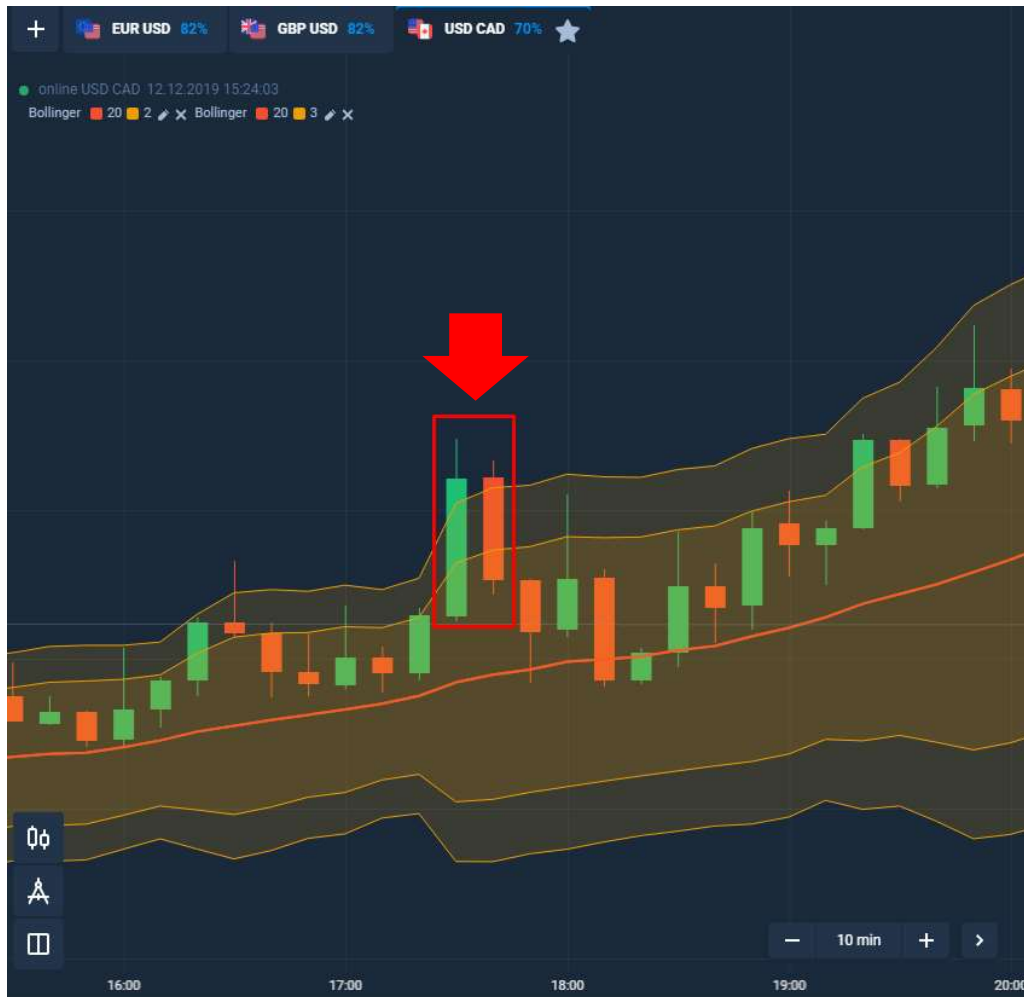 + EUR USD 82% GBP USD 82% USD CAD 70%
online USD CAD 12.12.2019 15:24:03
Bollinger 20 2 Bollinger 20 3
− 10 min + >
16:00 17:00 18:00 19:00 20:00